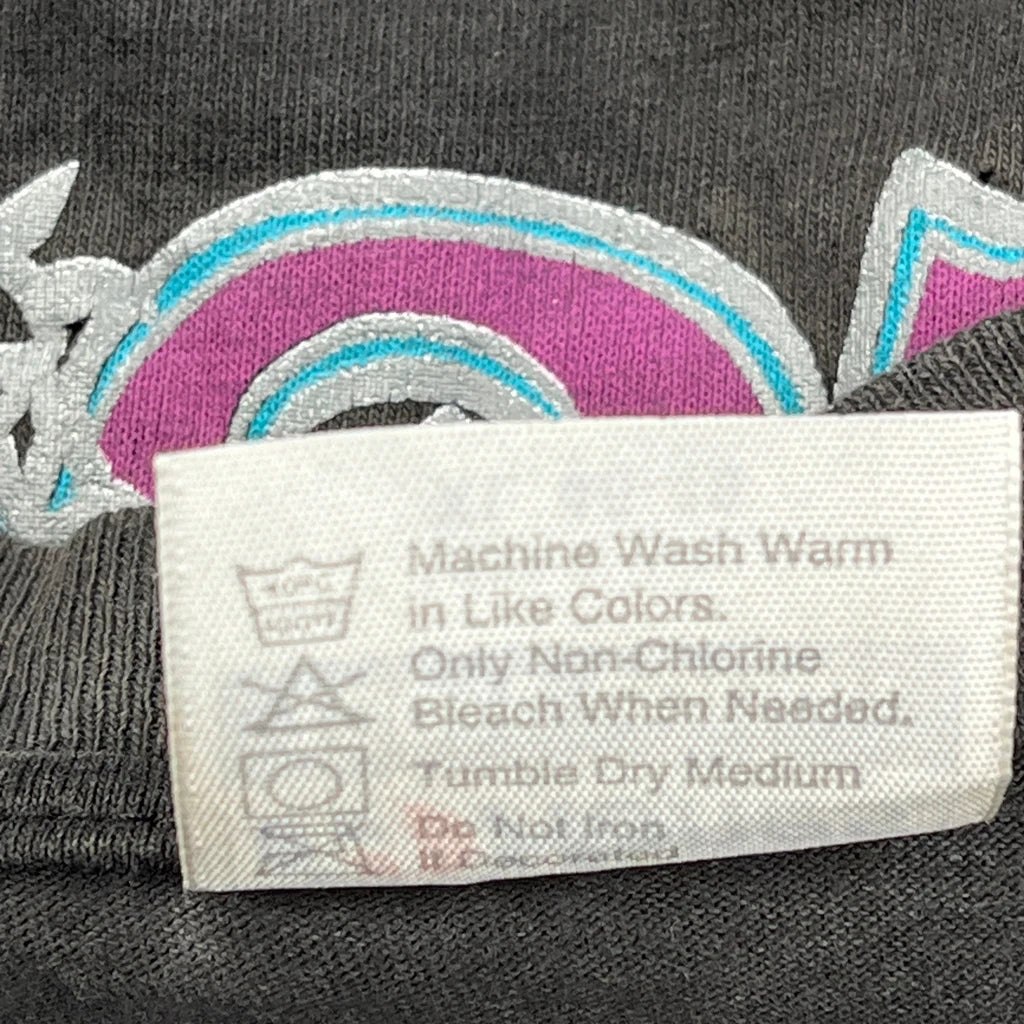 Machine Wash Warm
in Like Colors.
Only Non-Chlorine
Bleach When Needed.
Tumble Dry Medium
Do Not Iron
If Decorated